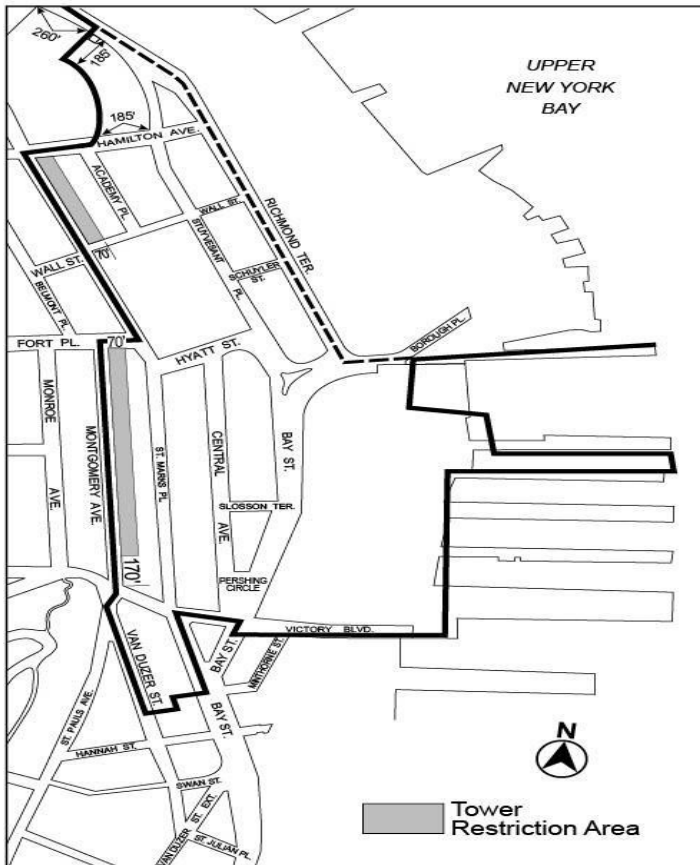 260'
185'
UPPER
NEW YORK
BAY
185'
HAMILTON AVE.
ACADEMY PL.
WALL ST.
RICHMOND TER.
STUYVESANT
PL.
70'
WALL ST.
SCHUYLER
ST.
BELMONT PL.
BOROUGH PL.
FORT PL.
70'
HYATT ST.
MONROE
AVE.
MONTGOMERY AVE.
ST. MARKS PL.
CENTRAL
AVE.
BAY ST.
SLOSSON TER.
170'
PERSHING
CIRCLE
VICTORY BLVD.
VAN DUZER ST.
BAY ST.
MINTHORNE ST.
ST. PAULS AVE.
BAY ST.
HANNAH ST.
SWAN ST.
VAN DUZER ST. EXT.
ST. JULIAN PL.
N
Tower
Restriction Area